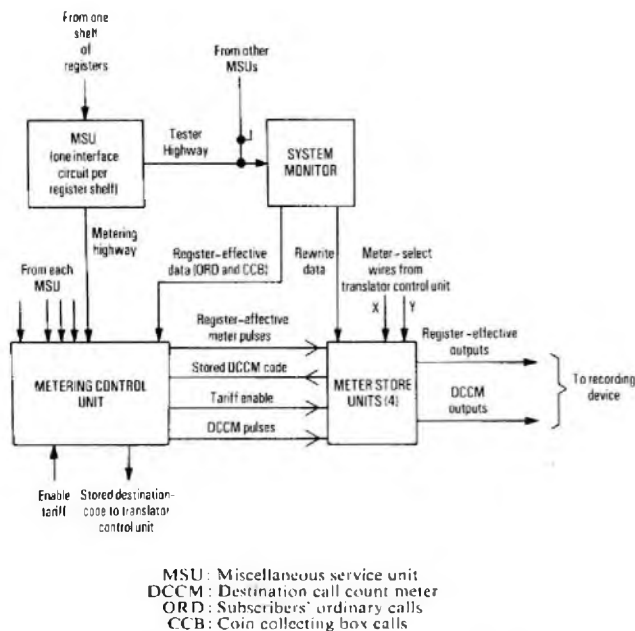 From one
shelf
of
registers
From other
MSUs
MSU
(one interface
circuit per
register shelf)
Tester
Highway
J
SYSTEM
MONITOR
Metering
highway
Register-effective
data (ORD and CCB)
Rewrite
data
Meter-select
wires from
translator control unit
X
Y
From each
MSU
Register-effective
meter pulses
Register-effective
outputs
METERING CONTROL
UNIT
Stored DCCM code
METER STORE
UNITS (4)
Tariff enable
DCCM
outputs
To recording
device
DCCM pulses
Enable
tariff
Stored destination-
code to translator
control unit
MSU: Miscellaneous service unit
DCCM: Destination call count meter
ORD: Subscribers' ordinary calls
CCB: Coin collecting box calls